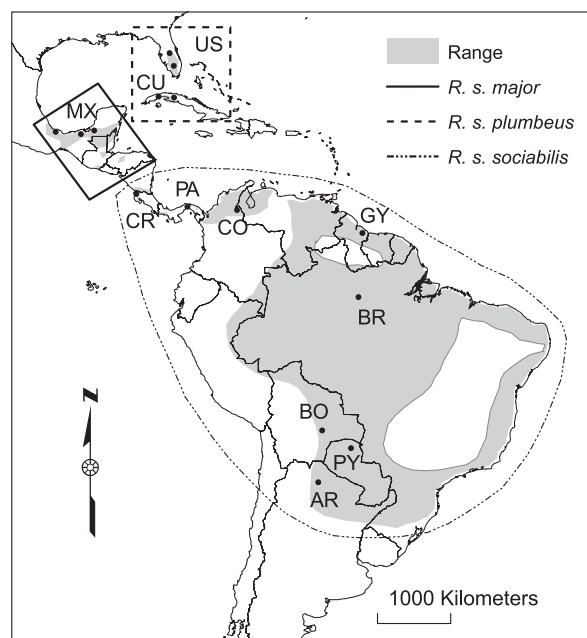 US
CU
MX
Range
R. s. major
R. s. plumbeus
R. s. sociabilis
PA
CR
CO
GY
BR
BO
PY
AR
N
1000 Kilometers